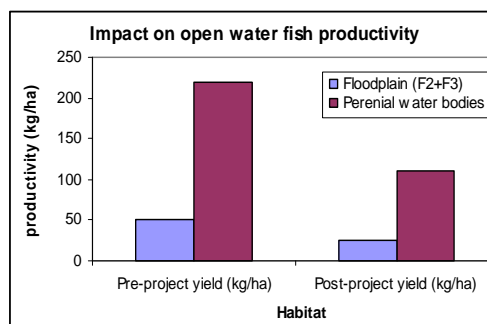 Impact on open water fish productivity
productivity (kg/ha)
250
200
150
100
50
0
Floodplain (F2+F3)
Perenial water bodies
Pre-project yield (kg/ha)
Post-project yield (kg/ha)
Habitat